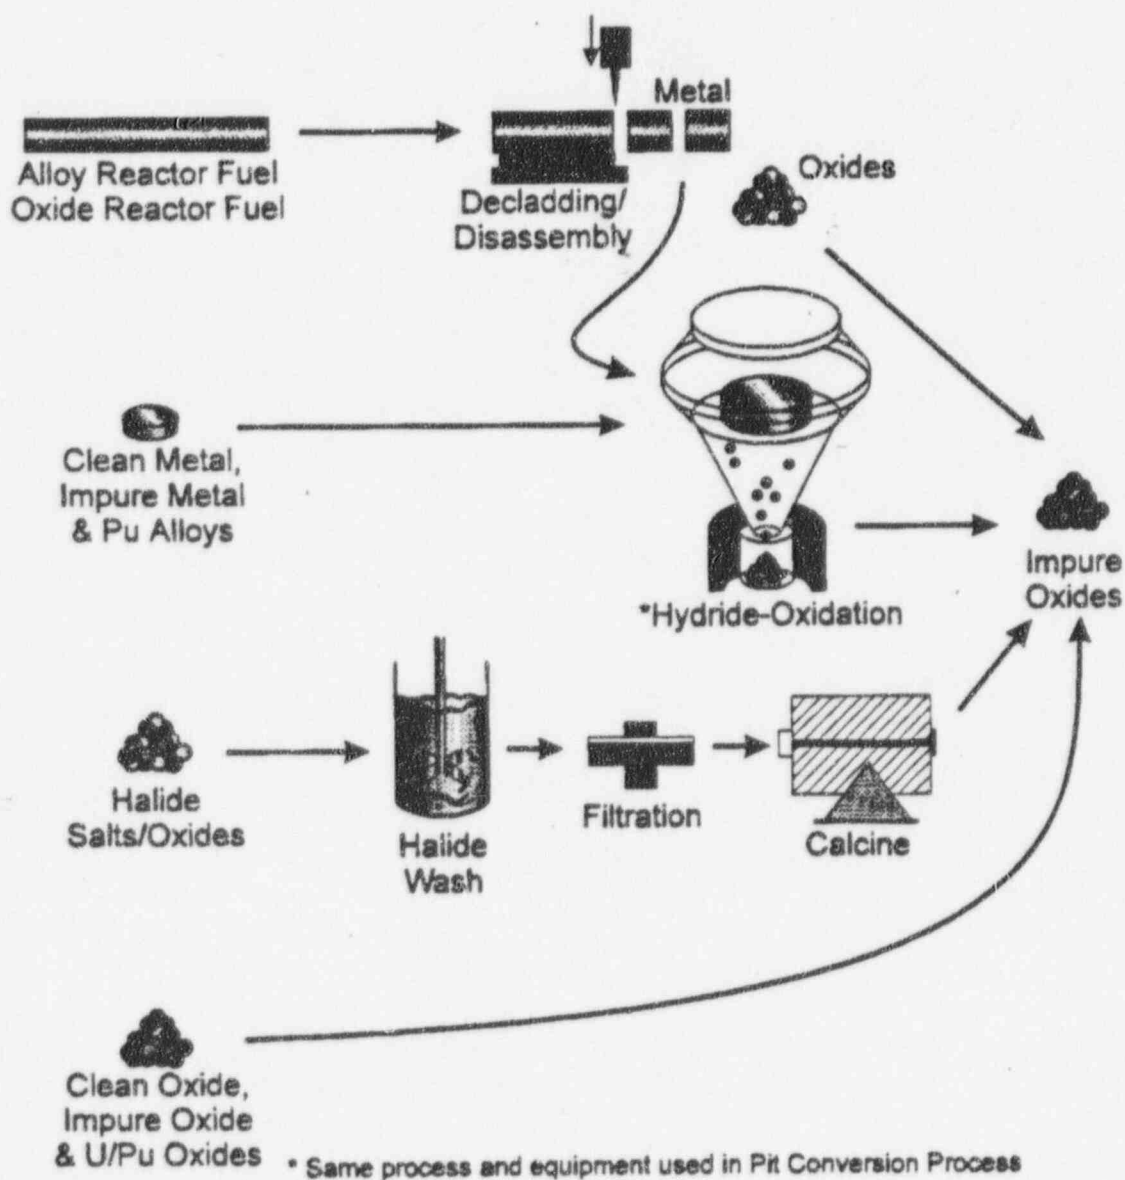 Metal
Alloy Reactor Fuel
Oxide Reactor Fuel
Decladding/
Disassembly
Oxides
Clean Metal,
Impure Metal
& Pu Alloys
*Hydride-Oxidation
Impure
Oxides
Halide
Salts/Oxides
Halide
Wash
Filtration
Calcine
Clean Oxide,
Impure Oxide
& U/Pu Oxides
* Same process and equipment used in Pit Conversion Process